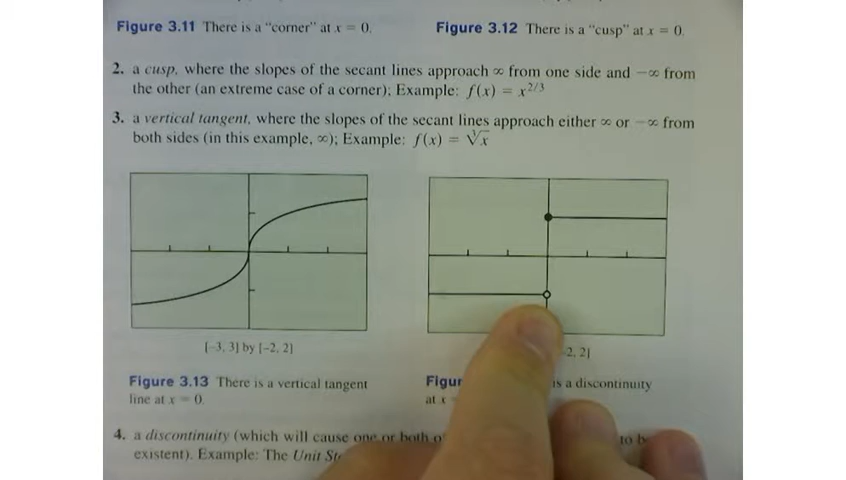 Figure 3.11 There is a "corner" at x = 0.
Figure 3.12 There is a "cusp" at x = 0.
2. a cusp, where the slopes of the secant lines approach ∞ from one side and −∞ from
the other (an extreme case of a corner); Example: f(x) = x^{2/3}
3. a vertical tangent, where the slopes of the secant lines approach either ∞ or −∞ from
both sides (in this example, ∞); Example: f(x) = ∛x
[−3, 3] by [−2, 2]
−2, 2]
Figure 3.13 There is a vertical tangent
line at x = 0.
Figur is a discontinuity
at x
4. a discontinuity (which will cause one or both o to b
existent). Example: The Unit St